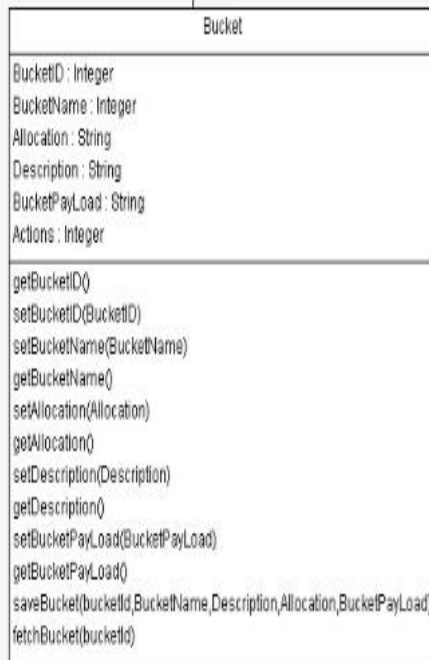 Bucket
BucketID : Integer
BucketName : Integer
Allocation : String
Description : String
BucketPayLoad : String
Actions : Integer
getBucketID()
setBucketID(BucketID)
setBucketName(BucketName)
getBucketName()
setAllocation(Allocation)
getAllocation()
setDescription(Description)
getDescription()
setBucketPayLoad(BucketPayLoad)
getBucketPayLoad()
saveBucket(bucketId,BucketName,Description,Allocation,BucketPayLoad)
fetchBucket(bucketId)